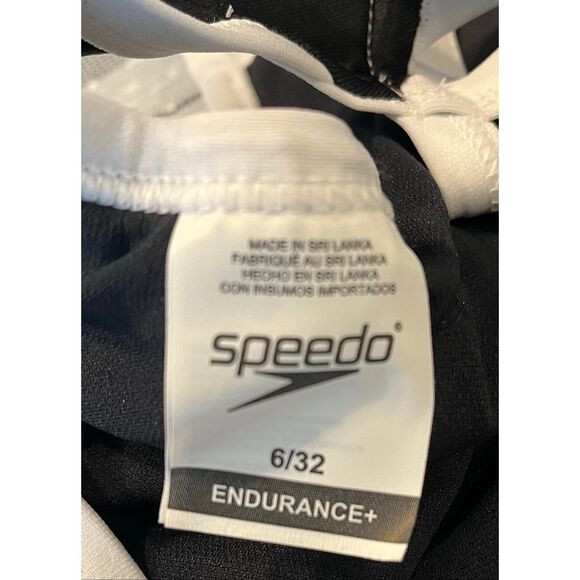 MADE IN SRI LANKA
FABRIQUÉ AU SRI LANKA
HECHO EN SRI LANKA
CON INSUMOS IMPORTADOS
speedo®
6/32
ENDURANCE+